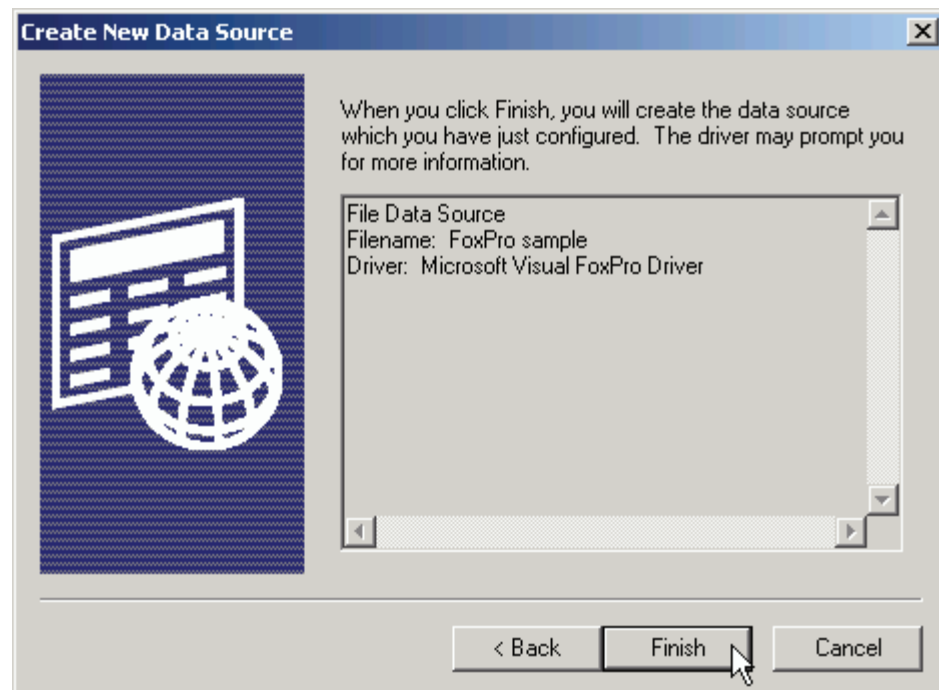 Create New Data Source
When you click Finish, you will create the data source
which you have just configured.  The driver may prompt you
for more information.
File Data Source
Filename:  FoxPro sample
Driver:  Microsoft Visual FoxPro Driver
< Back
Finish
Cancel